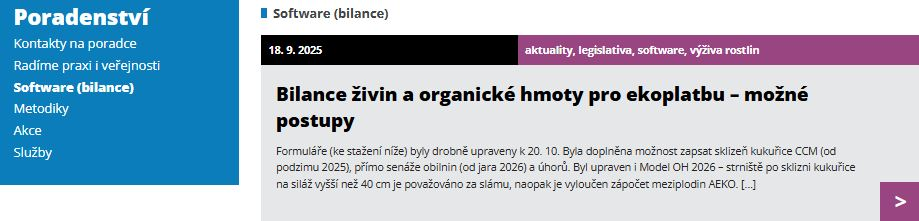 Poradenství
Kontakty na poradce
Radíme praxi i veřejnosti
Software (bilance)
Metodiky
Akce
Služby
Software (bilance)
18. 9. 2025
aktuality, legislativa, software, výživa rostlin
Bilance živin a organické hmoty pro ekoplatbu – možné
postupy
Formuláře (ke stažení níže) byly drobně upraveny k 20. 10. Byla doplněna možnost zapsat sklizeň kukuřice CCM (od
podzimu 2025), přímo senáže obilnin (od jara 2026) a úhorů. Byl upraven i Model OH 2026 – strniště po sklizni kukuřice
na siláž vyšší než 40 cm je považováno za slámu, naopak je vyloučen zápočet meziplodin AEKO. […]
>